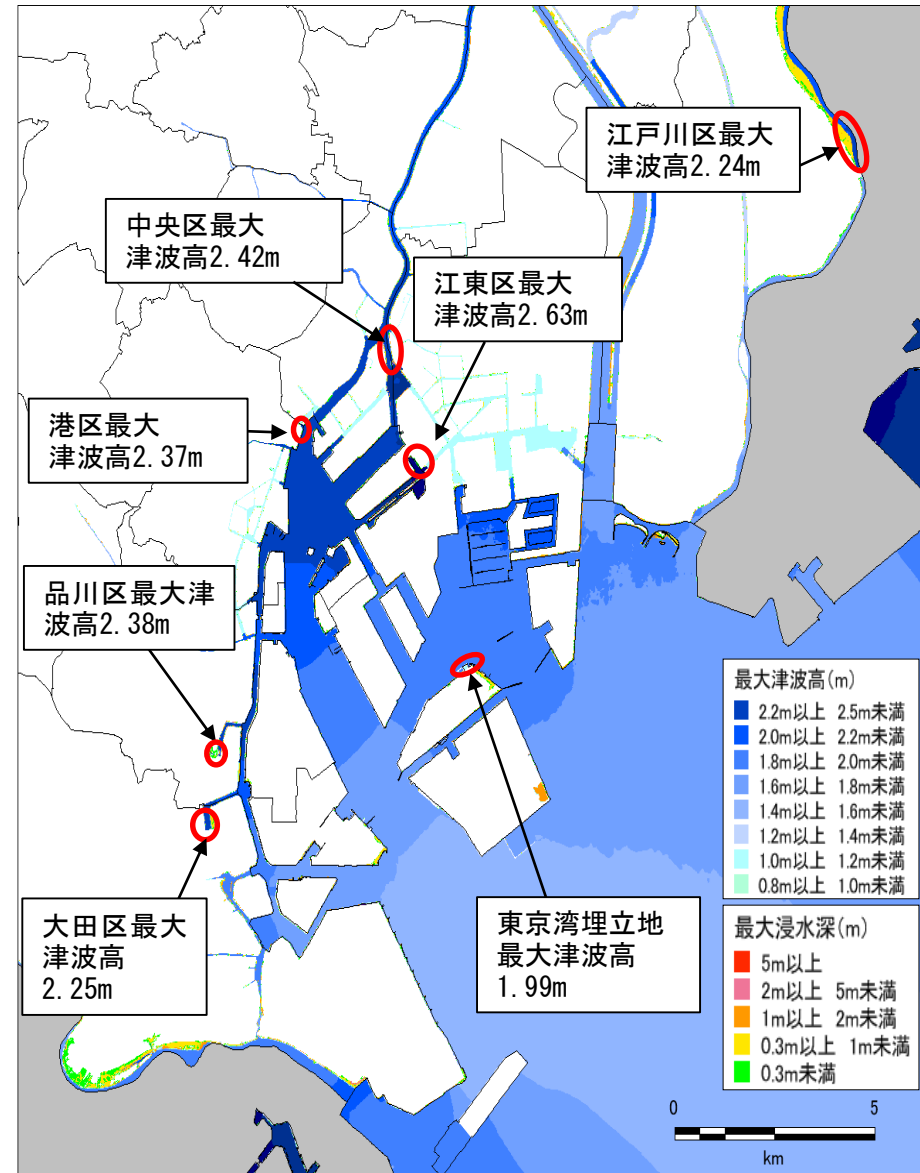 江戸川区最大
津波高2.24m
中央区最大
津波高2.42m
江東区最大
津波高2.63m
港区最大
津波高2.37m
品川区最大津
波高2.38m
大田区最大
津波高
2.25m
東京湾埋立地
最大津波高
1.99m
最大津波高(m)
2.2m以上 2.5m未満
2.0m以上 2.2m未満
1.8m以上 2.0m未満
1.6m以上 1.8m未満
1.4m以上 1.6m未満
1.2m以上 1.4m未満
1.0m以上 1.2m未満
0.8m以上 1.0m未満
最大浸水深(m)
5m以上
2m以上 5m未満
1m以上 2m未満
0.3m以上 1m未満
0.3m未満
0 5
km